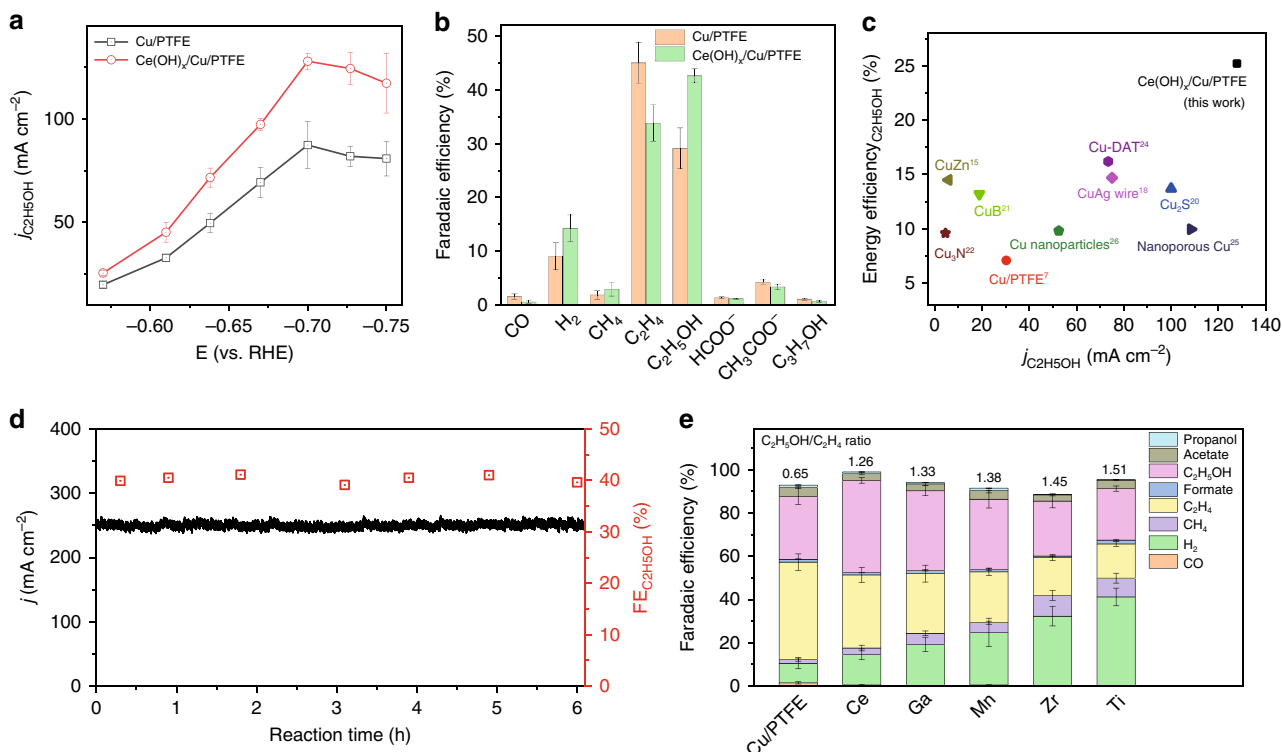 a
Cu/PTFE
Ce(OH)ₓ/Cu/PTFE
j C2H5OH (mA cm⁻²)
100
50
−0.60
−0.65
−0.70
−0.75
E (vs. RHE)
b
Cu/PTFE
Ce(OH)ₓ/Cu/PTFE
Faradaic efficiency (%)
50
40
30
20
10
0
CO
H₂
CH₄
C₂H₄
C₂H₅OH
HCOO⁻
CH₃COO⁻
C₃H₇OH
c
Energy efficiency C2H5OH (%)
25
20
15
10
5
Ce(OH)ₓ/Cu/PTFE
(this work)
Cu-DAT²⁴
CuZn¹⁵
CuAg wire¹⁸
CuB²¹
Cu₂S²⁰
Cu₃N²²
Cu nanoparticles²⁶
Nanoporous Cu²⁵
Cu/PTFE⁷
0
20
40
60
80
100
120
140
j C2H5OH (mA cm⁻²)
d
j (mA cm⁻²)
400
300
200
100
0
50
40
30
20
10
0
FE C2H5OH (%)
0
1
2
3
4
5
6
Reaction time (h)
e
C₂H₅OH/C₂H₄ ratio
Faradaic efficiency (%)
100
80
60
40
20
0
0.65
1.26
1.33
1.38
1.45
1.51
Propanol
Acetate
C₂H₅OH
Formate
C₂H₄
CH₄
H₂
CO
Cu/PTFE
Ce
Ga
Mn
Zr
Ti